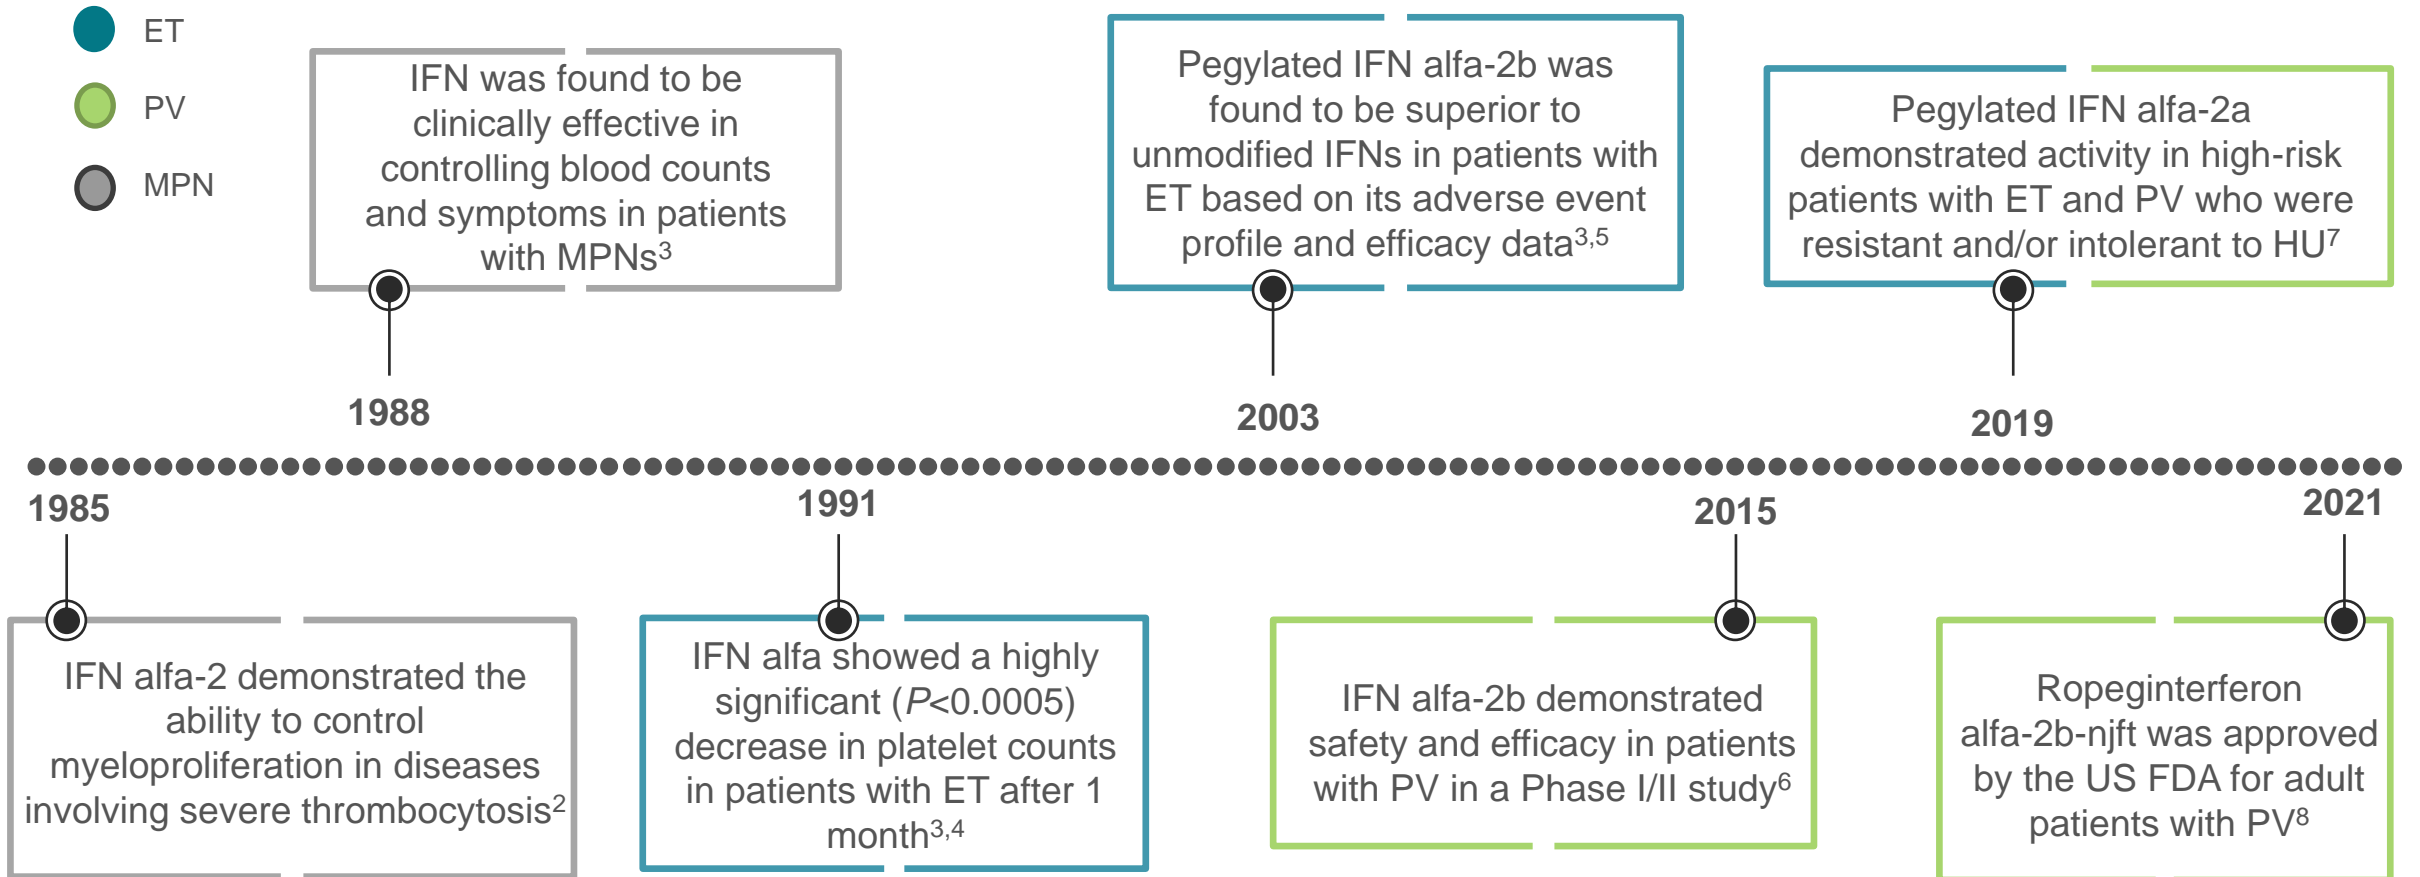 ET
PV
MPN
IFN was found to be
clinically effective in
controlling blood counts
and symptoms in patients
with MPNs3
Pegylated IFN alfa-2b was
found to be superior to
unmodified IFNs in patients with
ET based on its adverse event
profile and efficacy data3,5
Pegylated IFN alfa-2a
demonstrated activity in high-risk
patients with ET and PV who were
resistant and/or intolerant to HU7
1988
2003
2019
1985
1991
2015
2021
IFN alfa-2 demonstrated the
ability to control
myeloproliferation in diseases
involving severe thrombocytosis2
IFN alfa showed a highly
significant (P<0.0005)
decrease in platelet counts
in patients with ET after 1
month3,4
IFN alfa-2b demonstrated
safety and efficacy in patients
with PV in a Phase I/II study6
Ropeginterferon
alfa-2b-njft was approved
by the US FDA for adult
patients with PV8